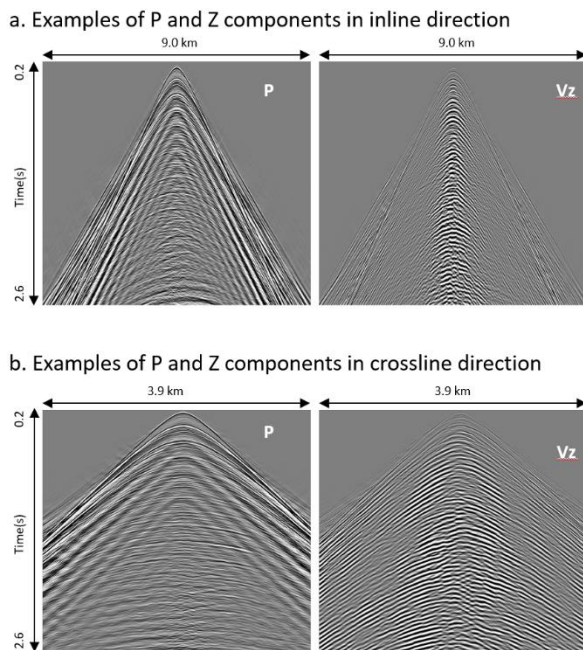 a. Examples of P and Z components in inline direction
9.0 km 9.0 km
0.2
P
Vz
Time(s)
2.6
b. Examples of P and Z components in crossline direction
3.9 km 3.9 km
0.2
P
Vz
Time(s)
2.6